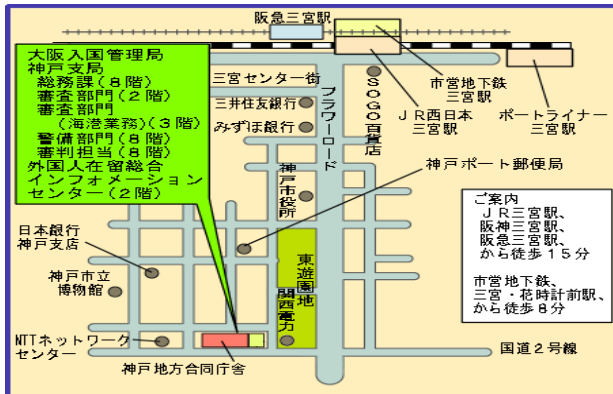 阪急三宮駅
大阪入国管理局
神戸支局
総務課(8階)
審査部門(2階)
審査部門
(海港業務)(3階)
警備部門(8階)
審判担当(8階)
外国人在留総合
インフォメーション
センター(2階)
三宮センター街
三井住友銀行
みずほ銀行
フラワーロード
SOGO百貨店
市営地下鉄
三宮駅
JR西日本
三宮駅
ポートライナー
三宮駅
神戸ポート郵便局
神戸市役所
ご案内
JR三宮駅、
阪神三宮駅、
阪急三宮駅、
から徒歩15分
市営地下鉄、
三宮・花時計前駅、
から徒歩8分
日本銀行
神戸支店
神戸市立
博物館
東遊園地
関西電力
NTTネットワーク
センター
神戸地方合同庁舎
国道2号線